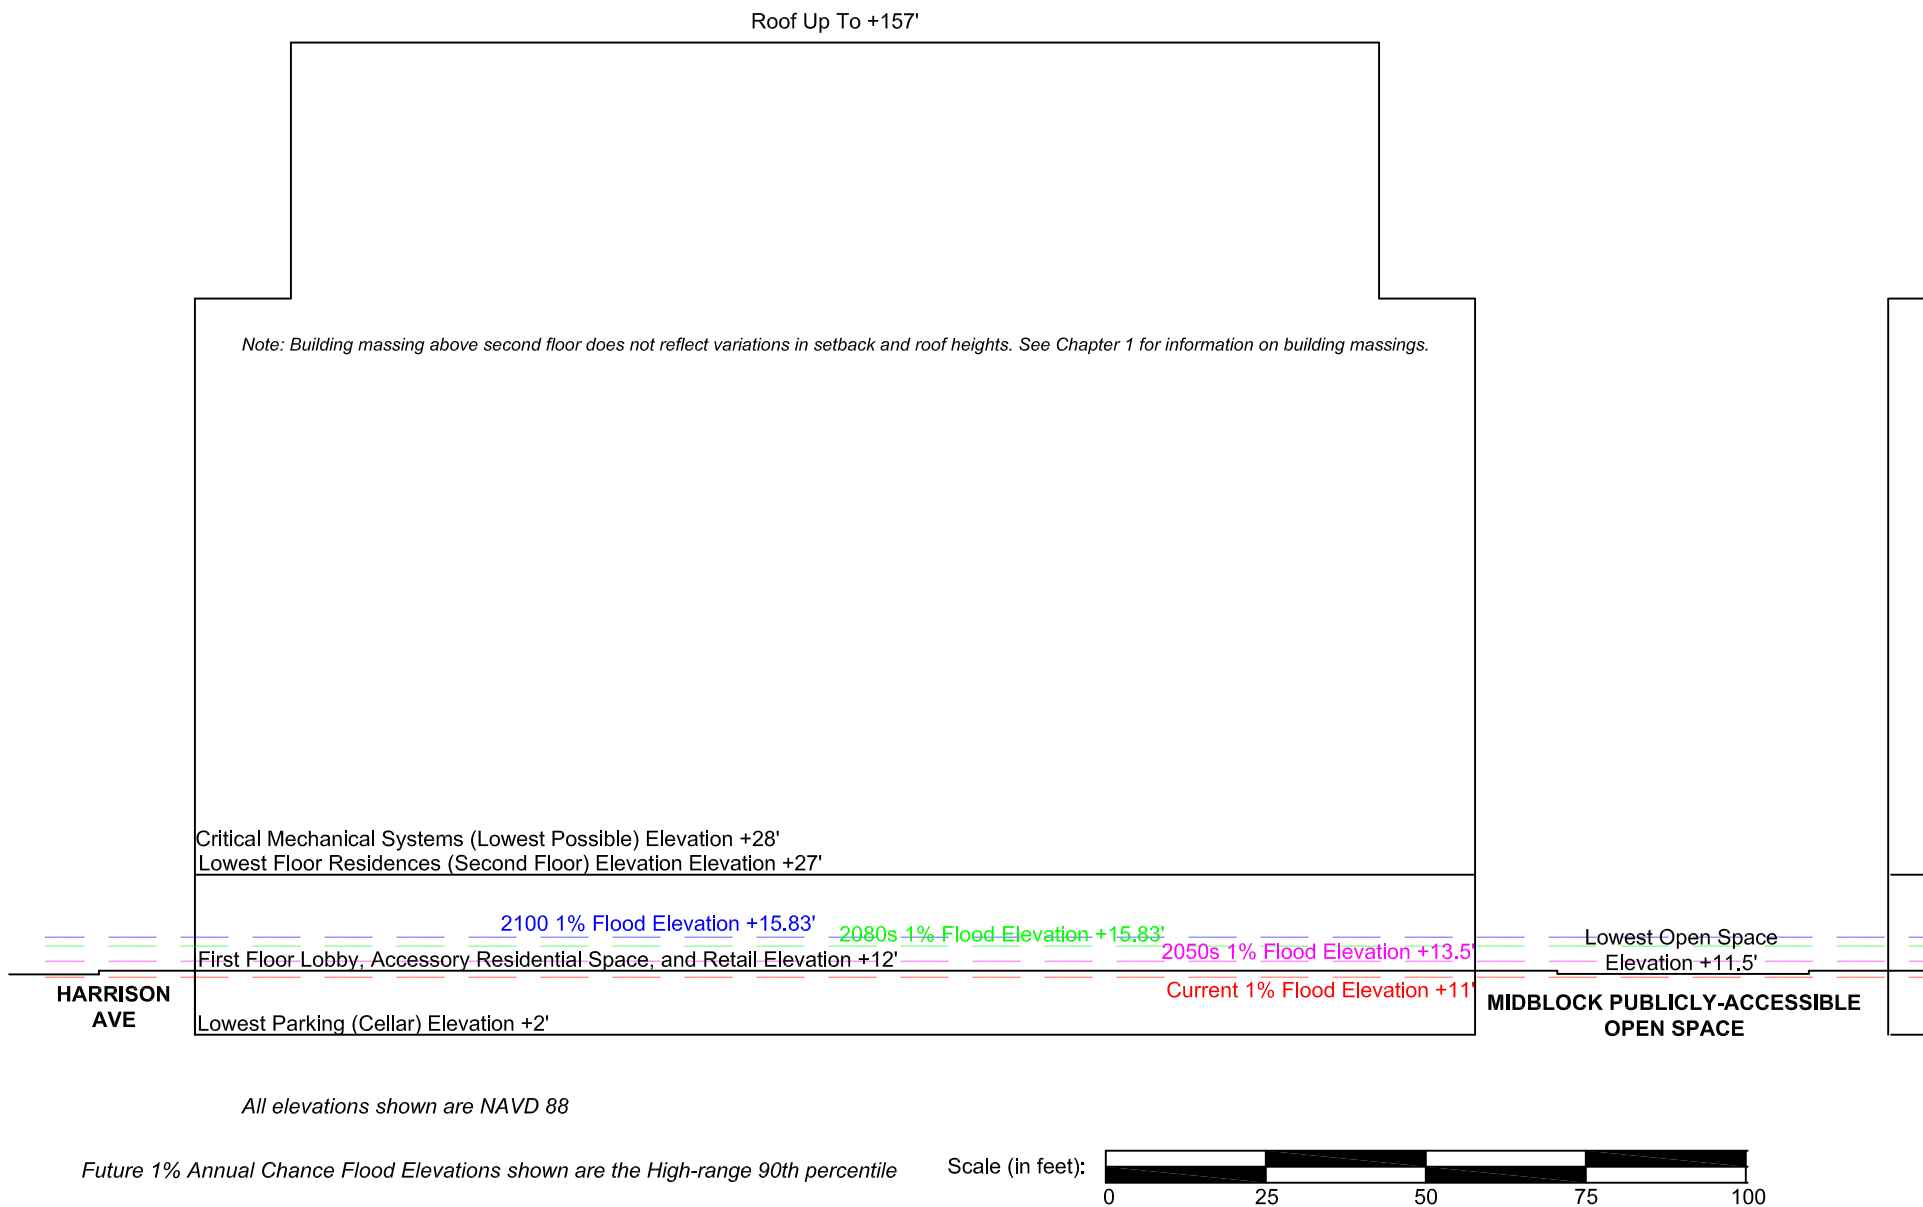 Roof Up To +157'
Note: Building massing above second floor does not reflect variations in setback and roof heights. See Chapter 1 for information on building massings.
Critical Mechanical Systems (Lowest Possible) Elevation +28'
Lowest Floor Residences (Second Floor) Elevation Elevation +27'
2100 1% Flood Elevation +15.83'
2080s 1% Flood Elevation +15.83'
2050s 1% Flood Elevation +13.5'
Lowest Open Space
Elevation +11.5'
First Floor Lobby, Accessory Residential Space, and Retail Elevation +12'
Current 1% Flood Elevation +11'
HARRISON
AVE
MIDBLOCK PUBLICLY-ACCESSIBLE
OPEN SPACE
Lowest Parking (Cellar) Elevation +2'
All elevations shown are NAVD 88
Future 1% Annual Chance Flood Elevations shown are the High-range 90th percentile
Scale (in feet):
0 25 50 75 100